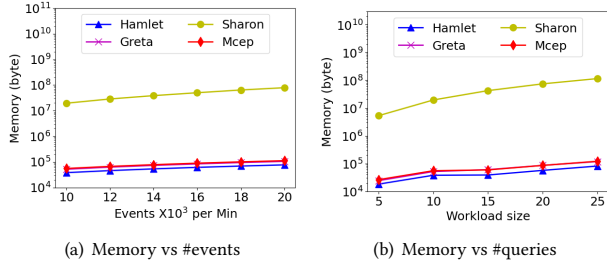 Hamlet Sharon
Greta Mcep
Memory (byte)
10^11
10^10
10^9
10^8
10^7
10^6
10^5
10^4
10 12 14 16 18 20
Events X10^3 per Min
(a) Memory vs #events
Hamlet Sharon
Greta Mcep
Memory (byte)
10^10
10^9
10^8
10^7
10^6
10^5
10^4
5 10 15 20 25
Workload size
(b) Memory vs #queries